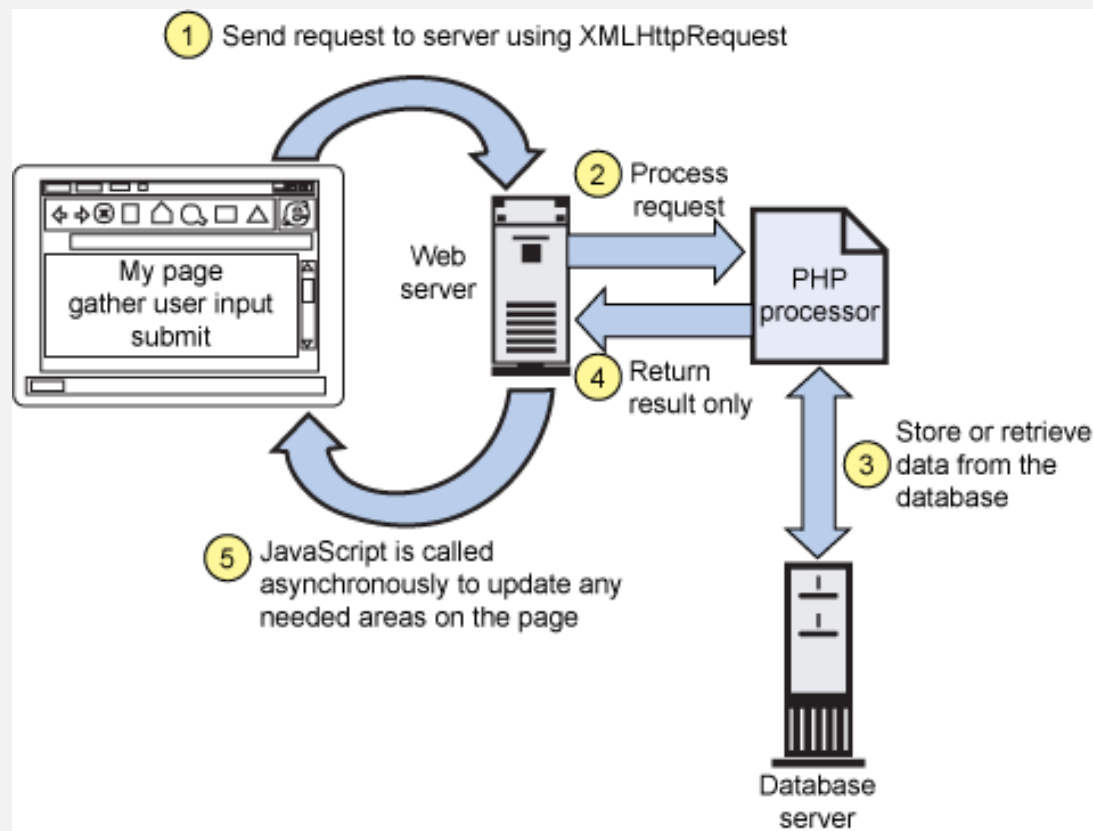 1 Send request to server using XMLHttpRequest
My page
gather user input
submit
Web
server
2 Process
request
PHP
processor
4 Return
result only
3 Store or retrieve
data from the
database
5 JavaScript is called
asynchronously to update any
needed areas on the page
Database
server